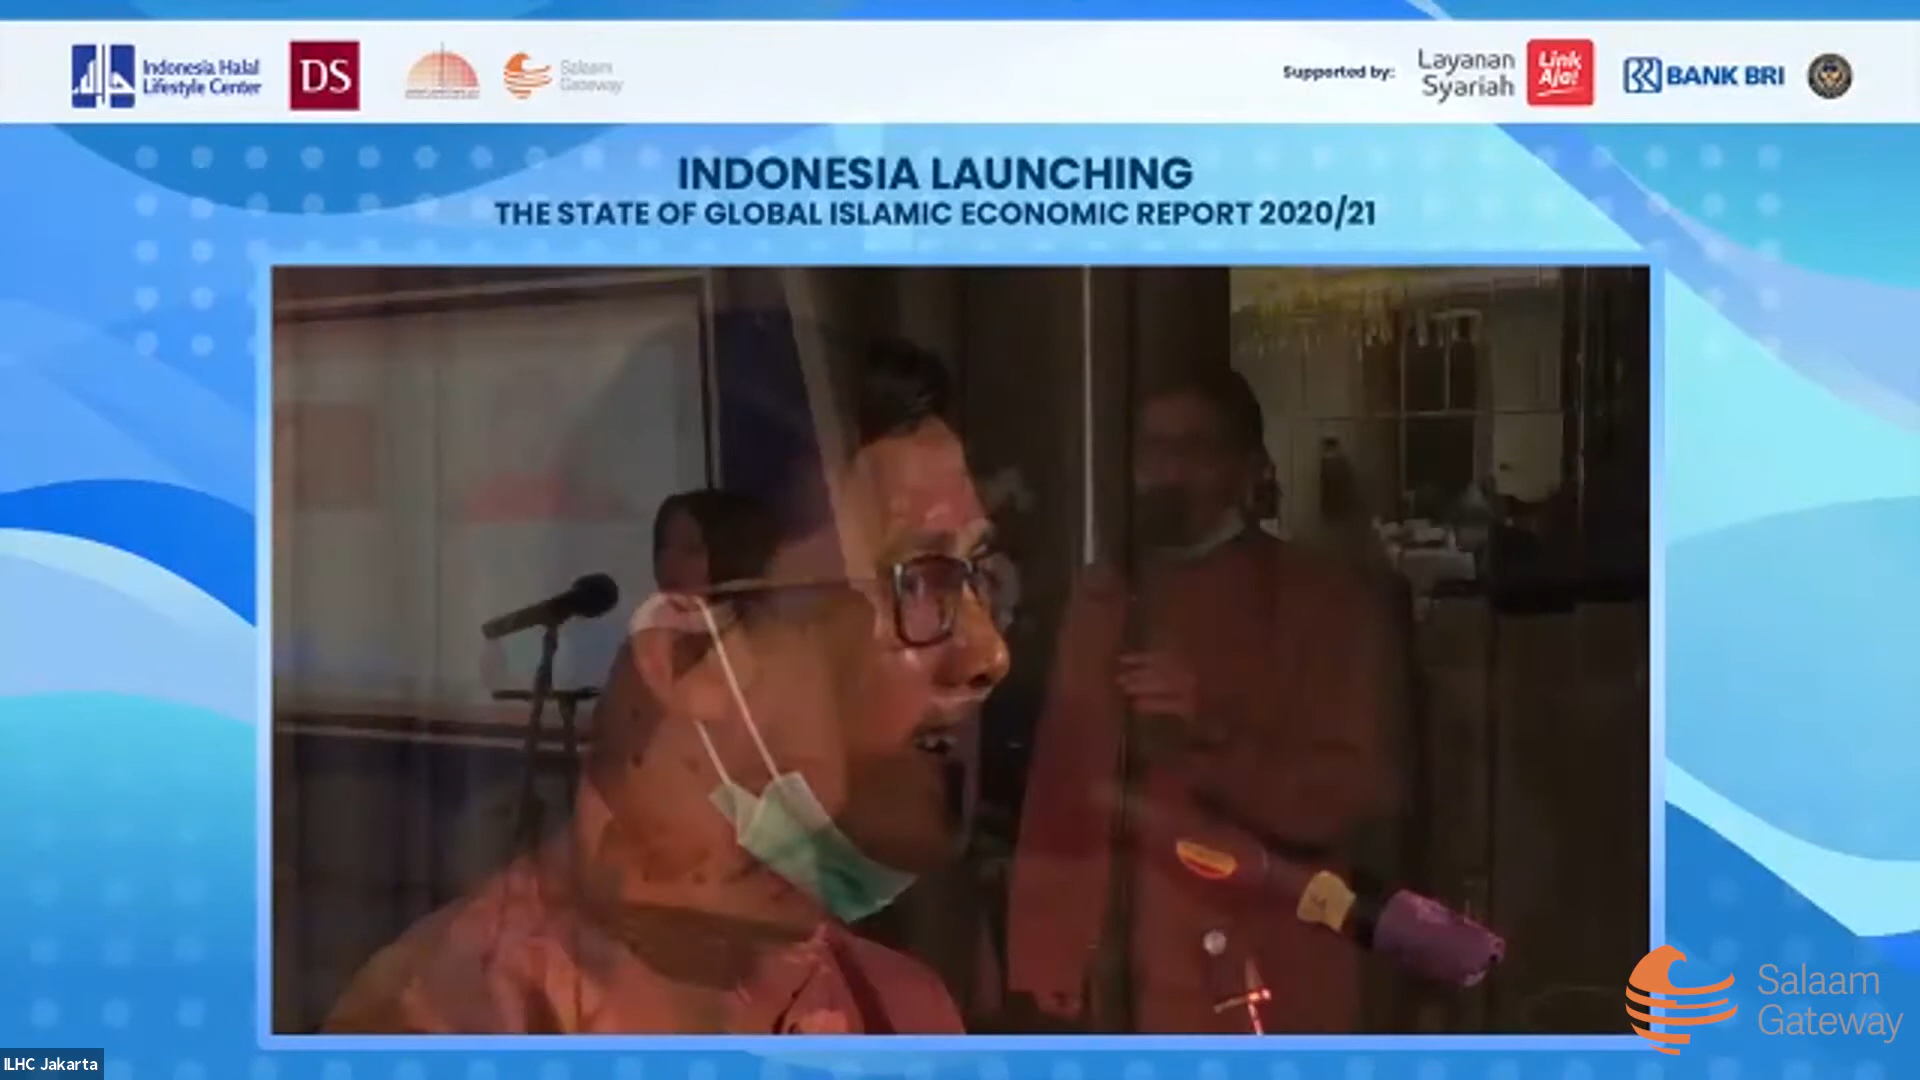 Indonesia Halal
Lifestyle Center
DS
Salaam
Gateway
Supported by:
Layanan
Syariah
Link
Aja!
BANK BRI
INDONESIA LAUNCHING
THE STATE OF GLOBAL ISLAMIC ECONOMIC REPORT 2020/21
Salaam
Gateway
ILHC Jakarta